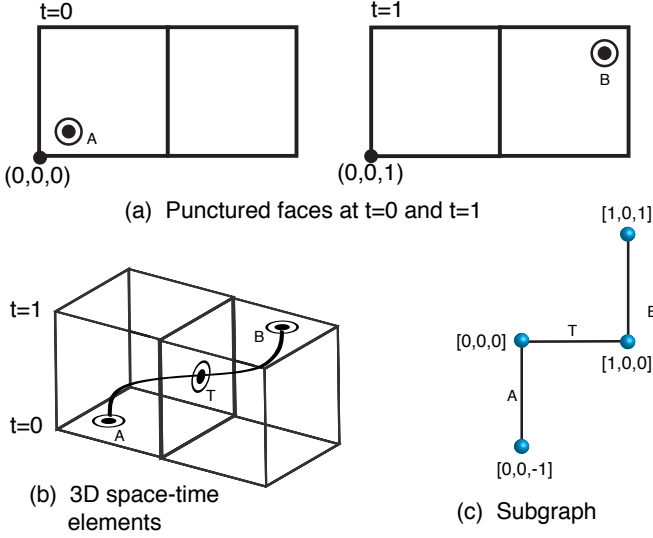 t=0
t=1
A
B
(0,0,0)
(0,0,1)
(a) Punctured faces at t=0 and t=1
[1,0,1]
t=1
B
B
[0,0,0]
T
T
[1,0,0]
t=0
A
A
[0,0,-1]
(b) 3D space-time
elements
(c) Subgraph